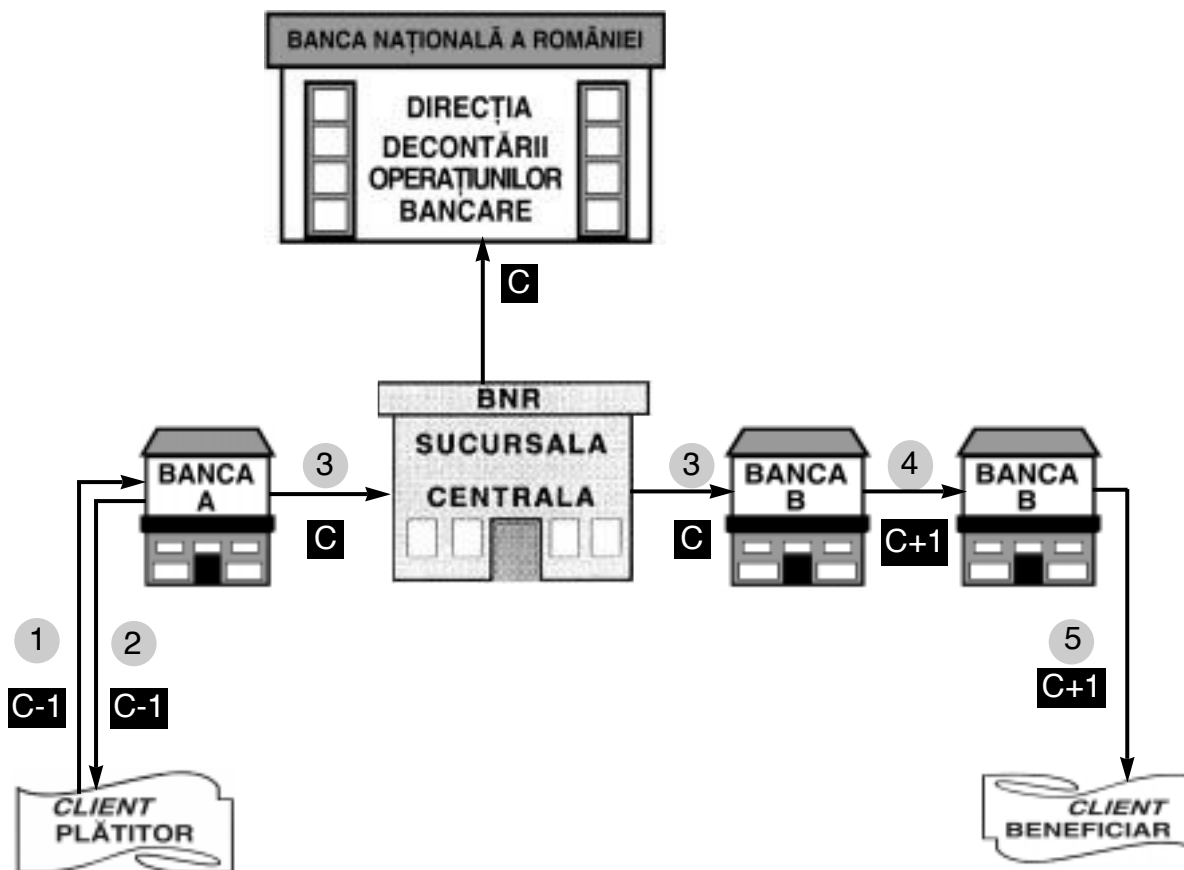 BANCA NAȚIONALĂ A ROMÂNIEI
DIRECȚIA
DECONTĂRII
OPERAȚIUNILOR
BANCARE
C
BNR
SUCURSALA
CENTRALA
BANCA
A
3
C
3
C
BANCA
B
4
C+1
BANCA
B
1
C-1
2
C-1
5
C+1
CLIENT
PLĂTITOR
CLIENT
BENEFICIAR